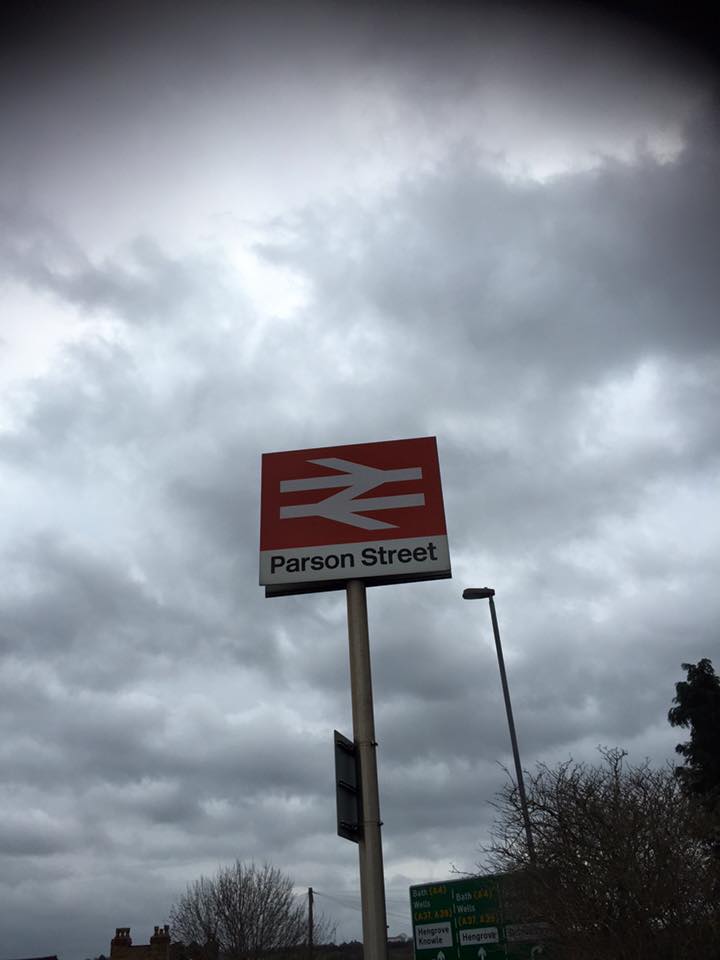 Parson Street
Bath (A4)
Wells
(A37, A38)
Hengrove
Knowle
Bath (A4)
Wells
(A37, A38)
Hengrove